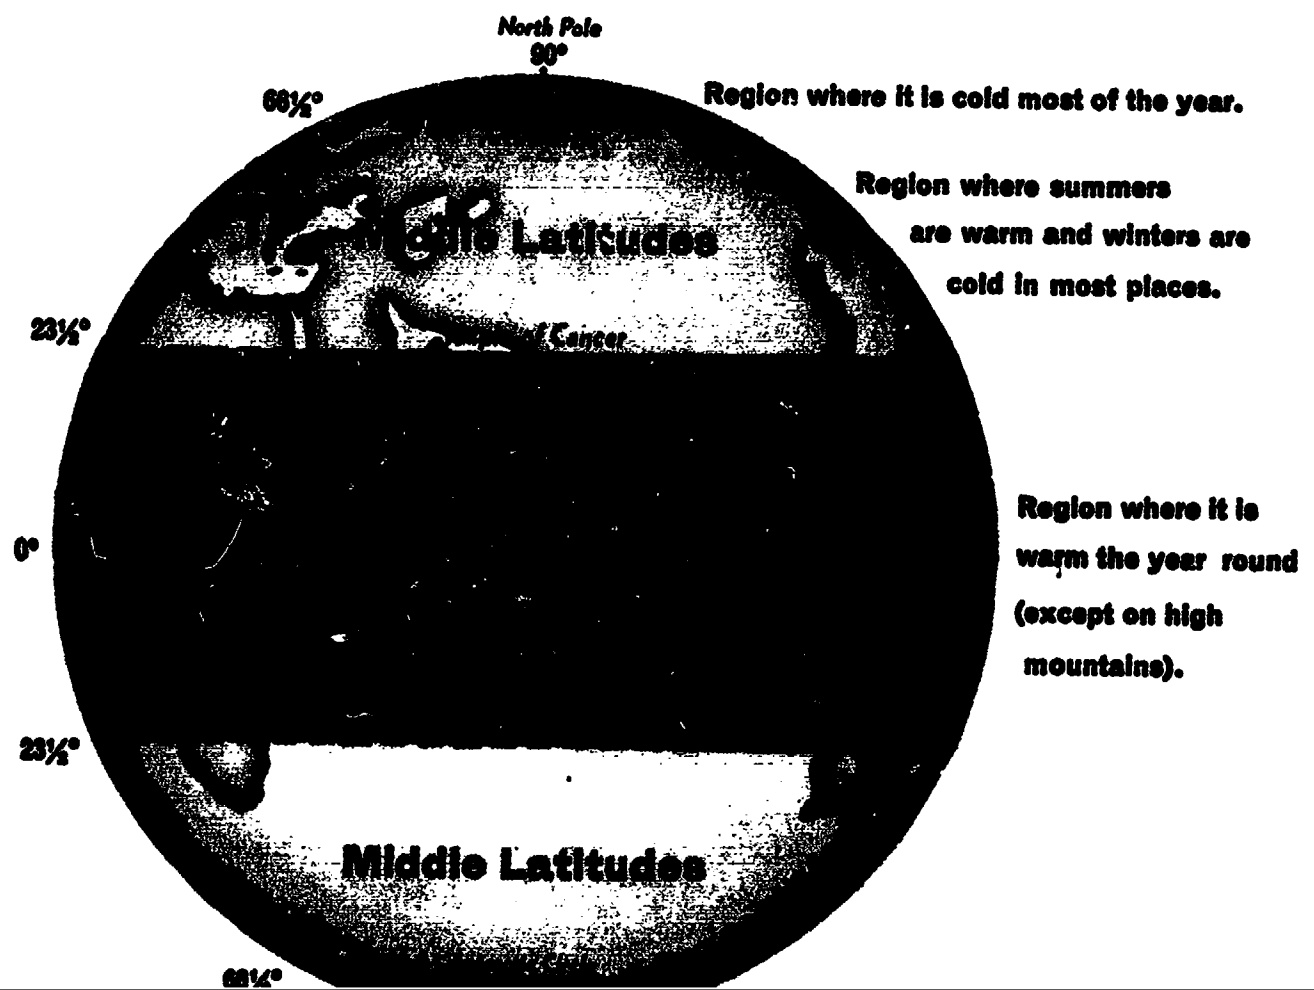 North Pole
90°
66½°
Region where it is cold most of the year.
Region where summers
are warm and winters are
cold in most places.
Middle Latitudes
23½°
of Cancer
Region where it is
warm the year round
(except on high
mountains).
0°
23½°
Middle Latitudes
66½°